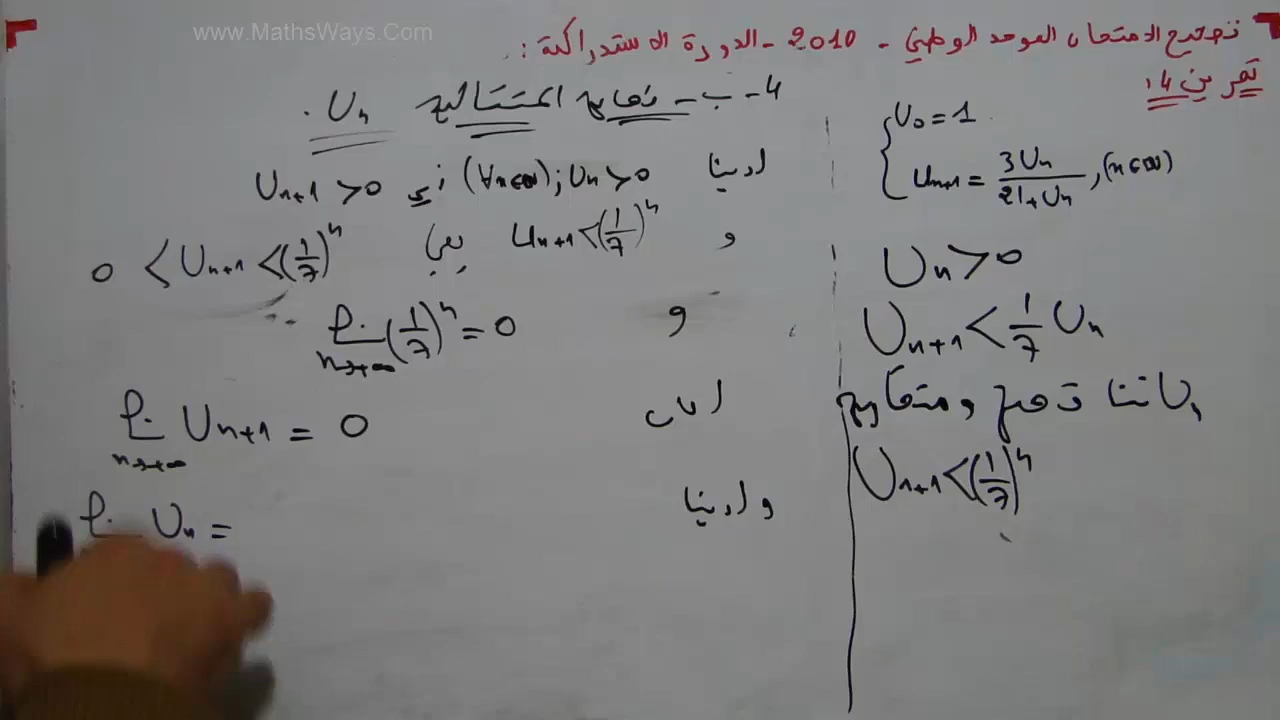 www.MathsWays.Com
تصحيح الامتحان الموحد الوطني - 2010 - الدورة الاستدراكية :
تمرين 4:
4 - ب - نهاية المتتالية Uₙ .
لدينا (∀n∈ℕ); Uₙ > 0 إذن Uₙ₊₁ > 0
و Uₙ₊₁ < (1/7)ⁿ يعني 0 < Uₙ₊₁ < (1/7)ⁿ
و lim n→+∞ (1/7)ⁿ = 0
إذن lim n→+∞ Uₙ₊₁ = 0
ولدينا lim Uₙ =
{ U₀ = 1
Uₙ₊₁ = 3Uₙ / 21+Uₙ , (n∈ℕ)
Uₙ > 0
Uₙ₊₁ < 1/7 Uₙ
Uₙ₊₁ < (1/7)ⁿ